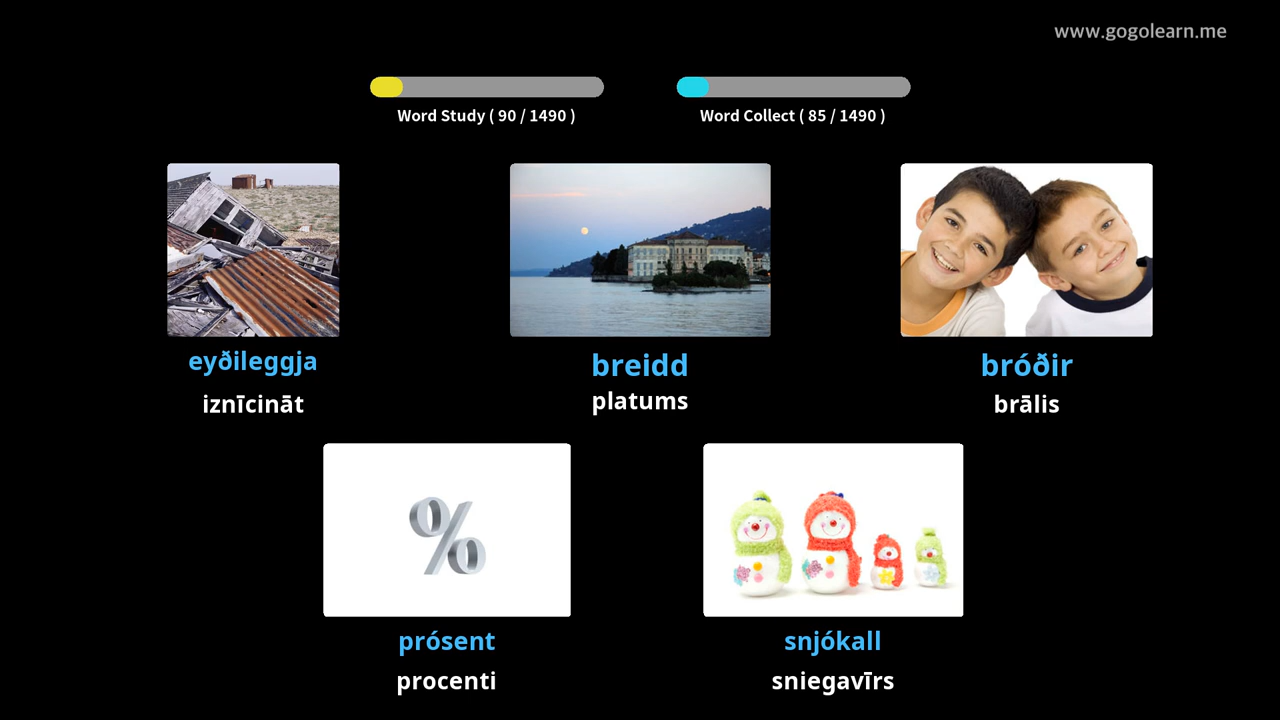 www.gogolearn.me
Word Study ( 90 / 1490 )
Word Collect ( 85 / 1490 )
eyðileggja
iznīcināt
breidd
platums
bróðir
brālis
%
prósent
procenti
snjókall
sniegavīrs